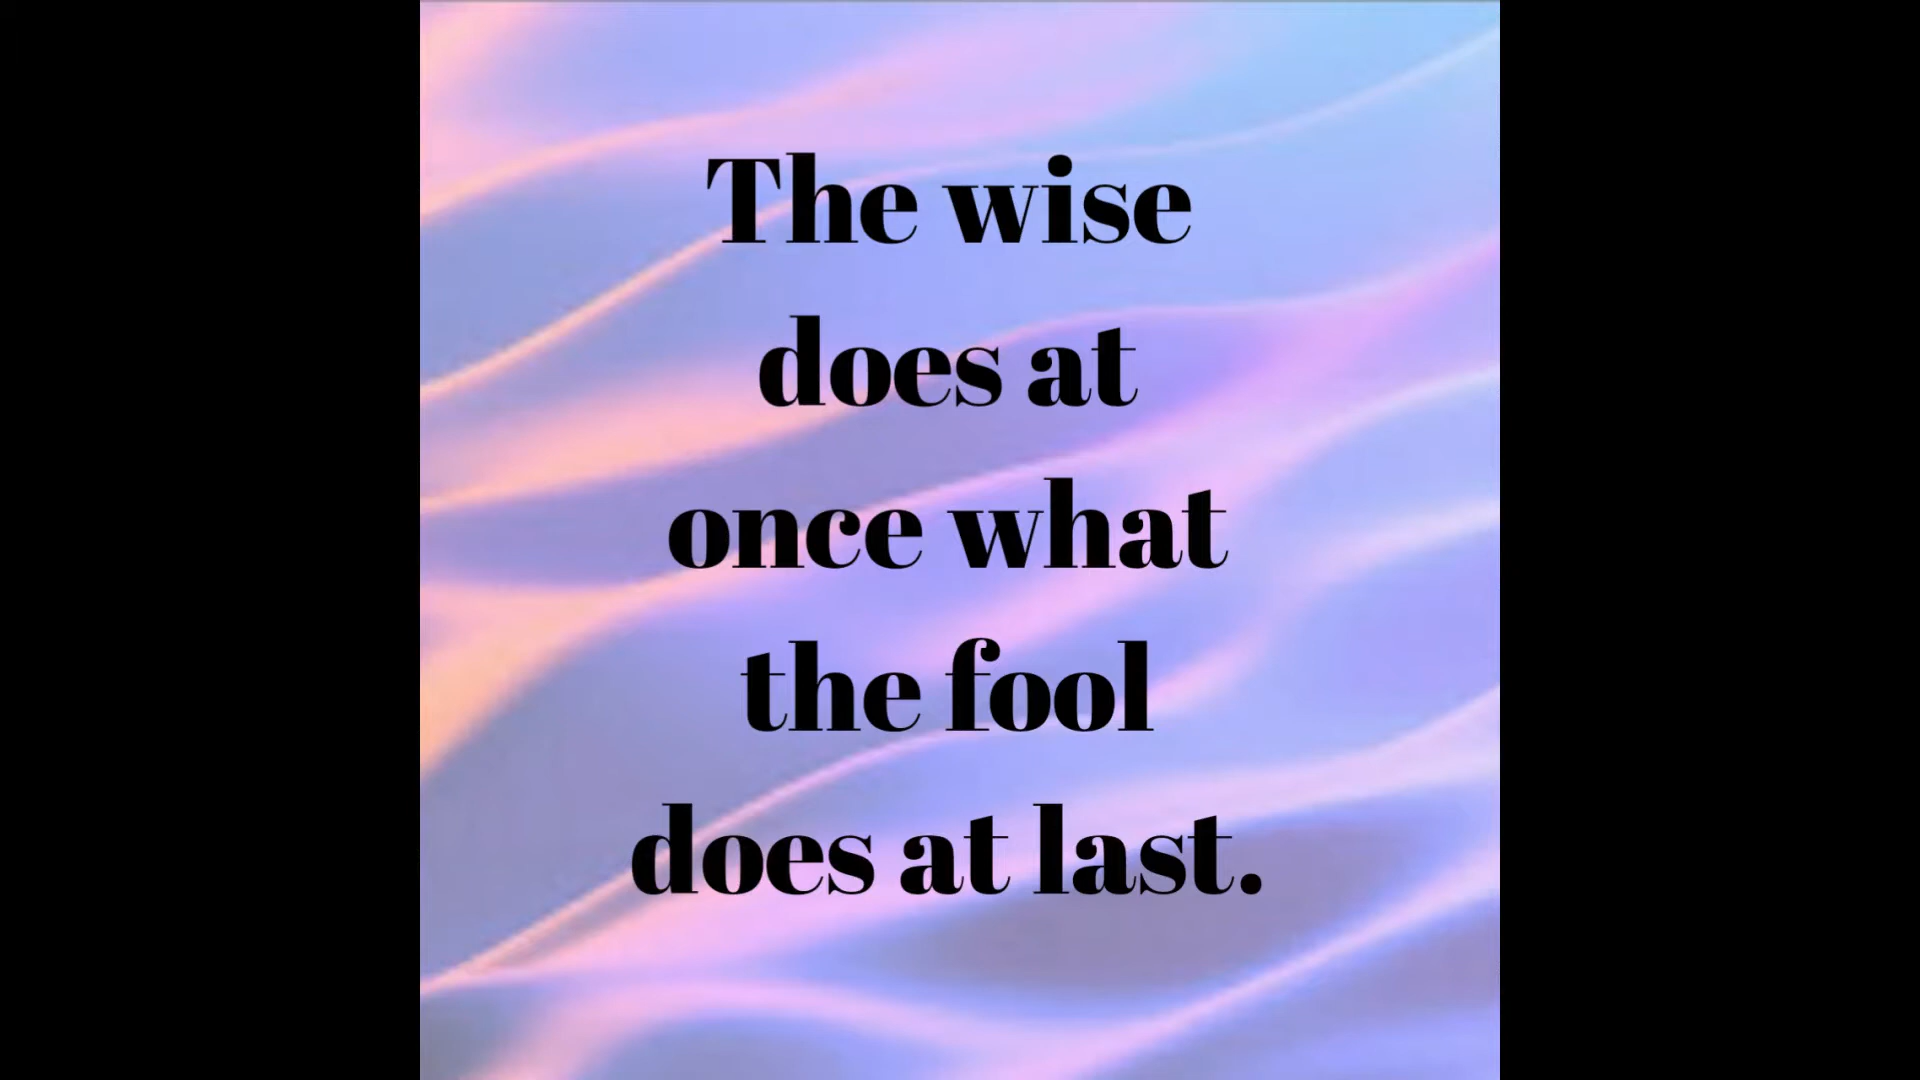 The wise
does at
once what
the fool
does at last.